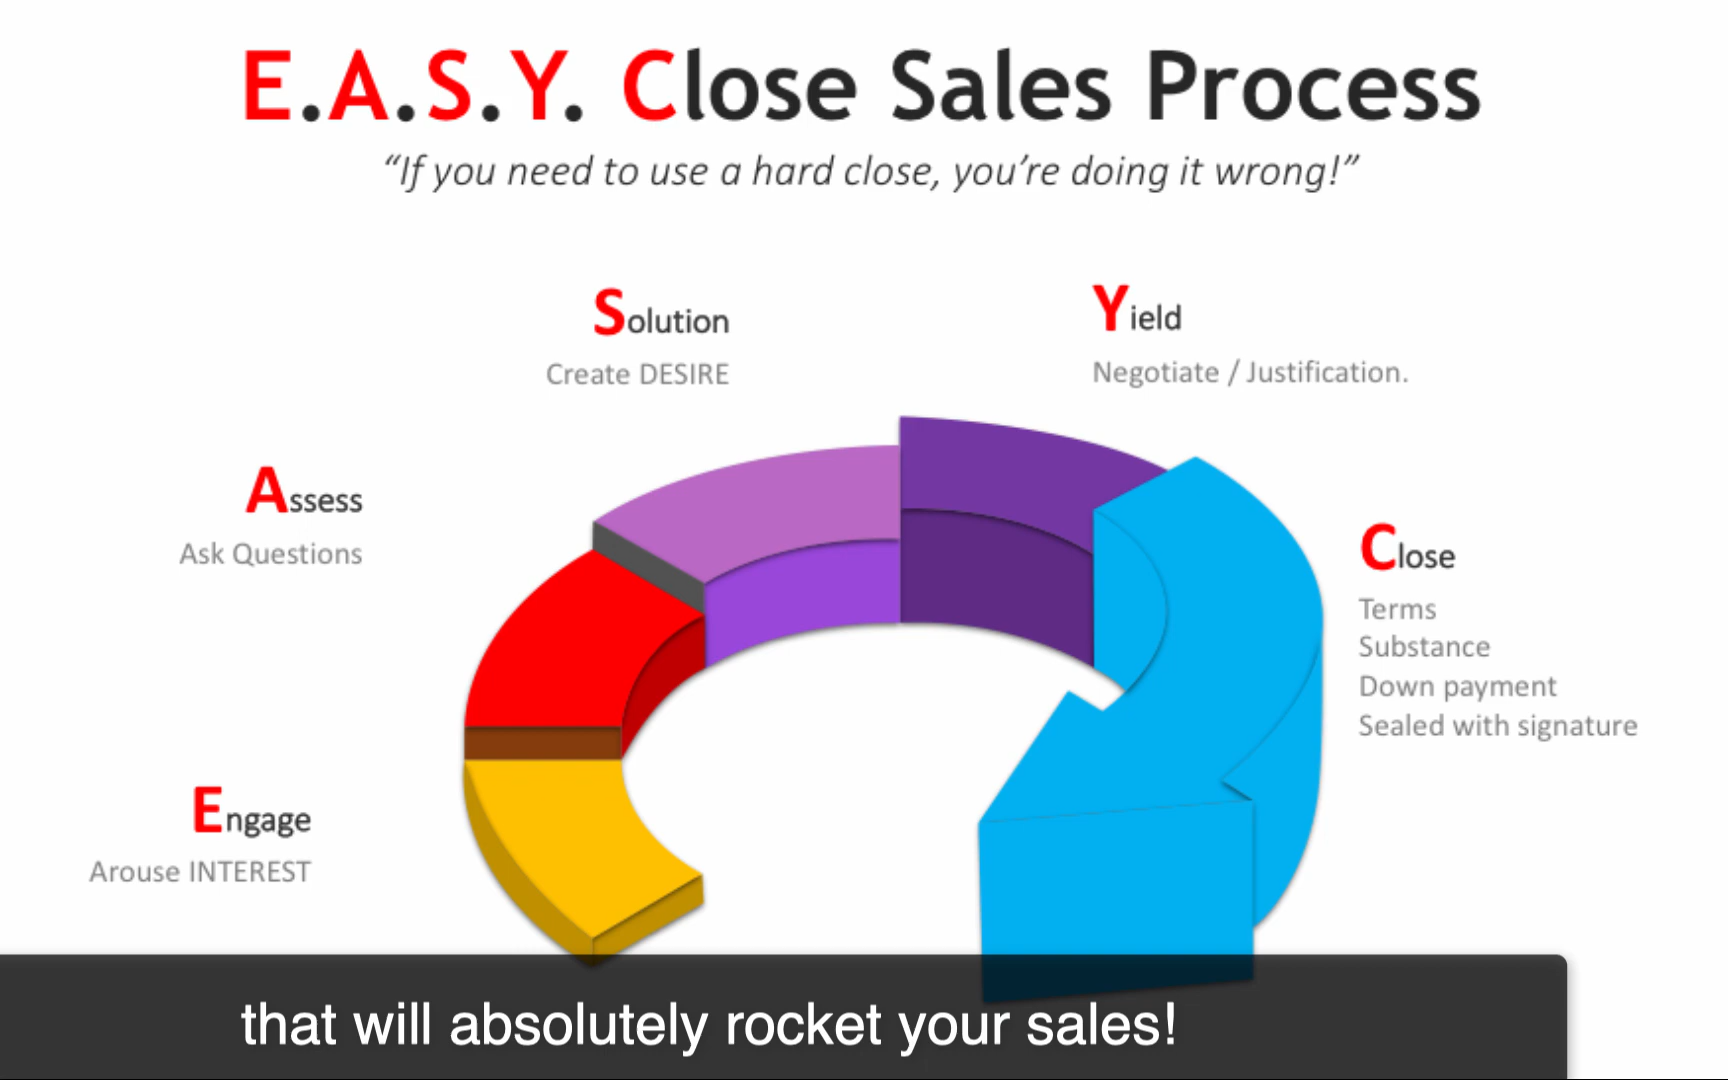 E.A.S.Y. Close Sales Process
“If you need to use a hard close, you’re doing it wrong!”
Solution
Create DESIRE
Yield
Negotiate / Justification.
Assess
Ask Questions
Close
Terms
Substance
Down payment
Sealed with signature
Engage
Arouse INTEREST
that will absolutely rocket your sales!